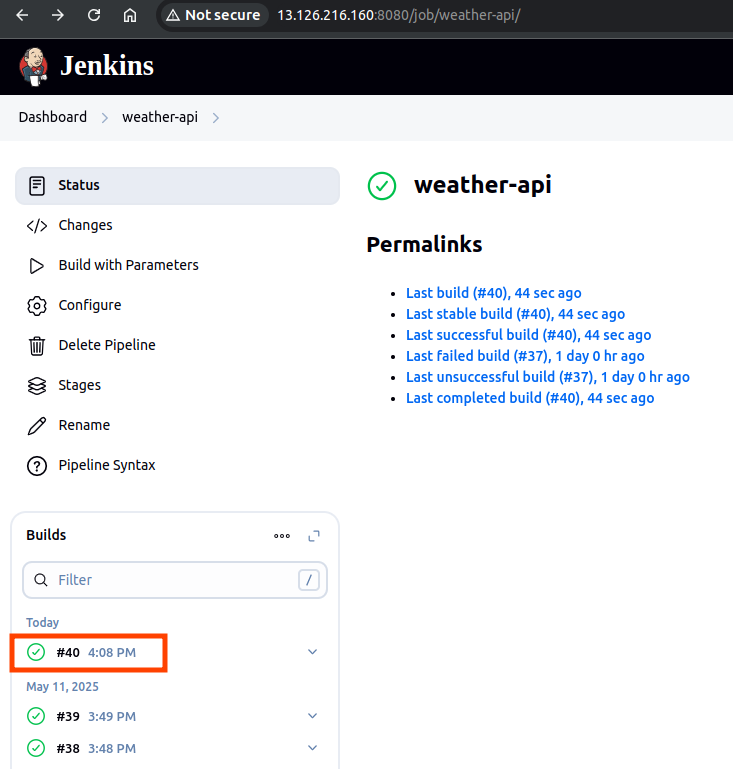 Not secure 13.126.216.160:8080/job/weather-api/
Jenkins
Dashboard weather-api
Status
Changes
Build with Parameters
Configure
Delete Pipeline
Stages
Rename
Pipeline Syntax
weather-api
Permalinks
Last build (#40), 44 sec ago
Last stable build (#40), 44 sec ago
Last successful build (#40), 44 sec ago
Last failed build (#37), 1 day 0 hr ago
Last unsuccessful build (#37), 1 day 0 hr ago
Last completed build (#40), 44 sec ago
Builds
Filter /
Today
#40 4:08 PM
May 11, 2025
#39 3:49 PM
#38 3:48 PM